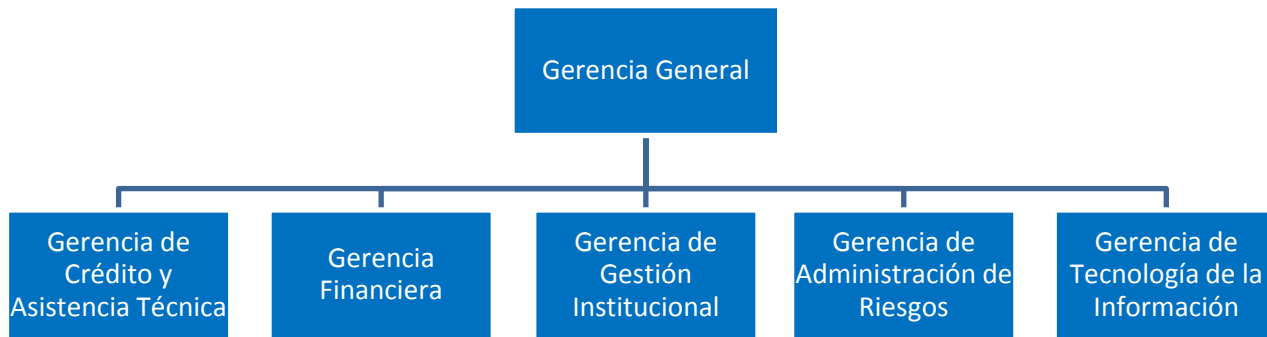 Gerencia General
Gerencia de
Crédito y
Asistencia Técnica
Gerencia
Financiera
Gerencia de
Gestión
Institucional
Gerencia de
Administración de
Riesgos
Gerencia de
Tecnología de la
Información